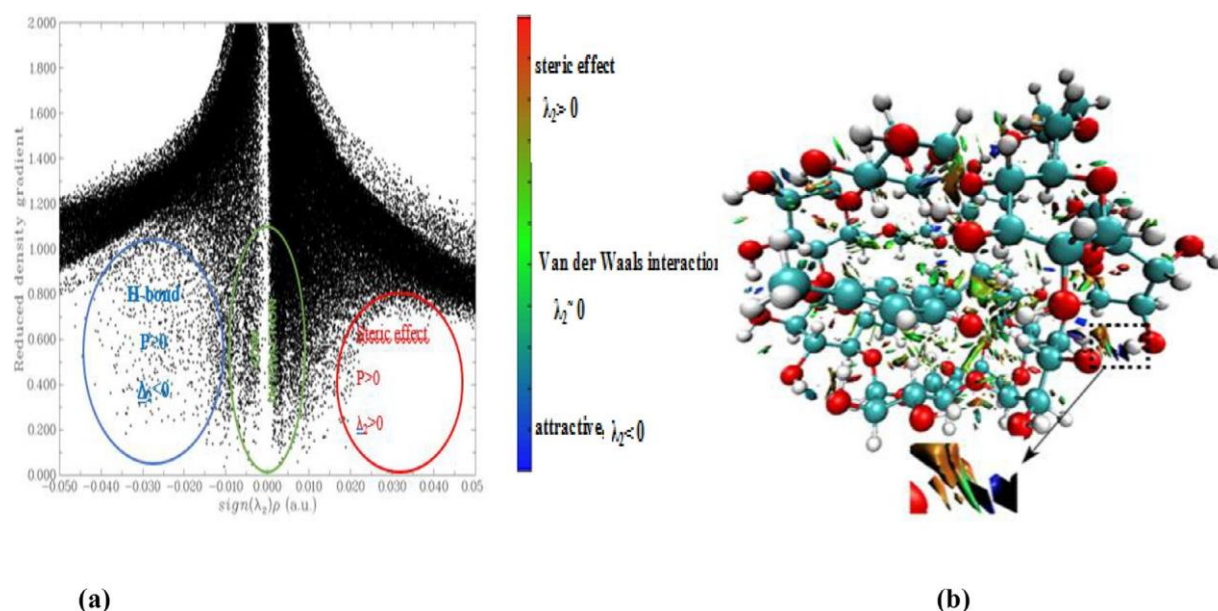 2.000
1.800
1.600
1.400
1.200
1.000
0.800
0.600
0.400
0.200
0.000
Reduced density gradient
−0.050 −0.040 −0.030 −0.020 −0.010 0.000 0.010 0.020 0.030 0.040 0.05
sign(λ₂)ρ (a.u.)
H-bond
P>0
Δ₂<0
Steric effect
P>0
λ₂>0
steric effect
λ₂> 0
Van der Waals interaction
λ₂~ 0
attractive, λ₂<0
(a)
(b)